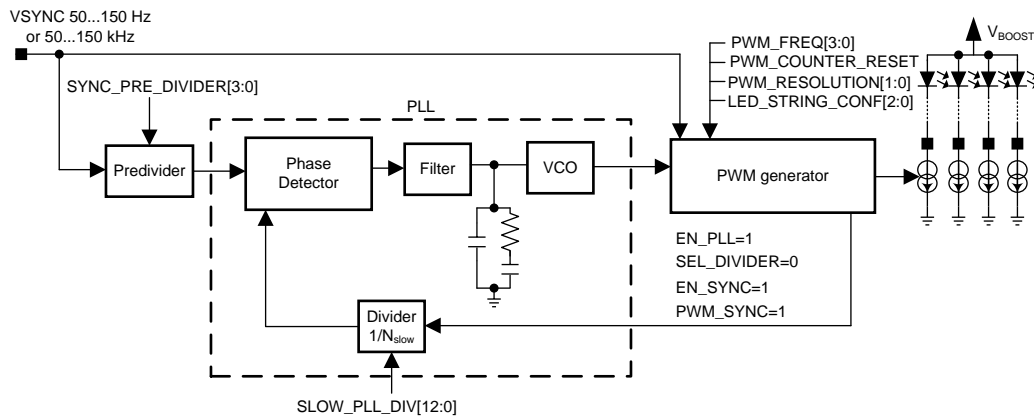 VSYNC 50...150 Hz
or 50...150 kHz
SYNC_PRE_DIVIDER[3:0]
PLL
PWM_FREQ[3:0]
PWM_COUNTER_RESET
PWM_RESOLUTION[1:0]
LED_STRING_CONF[2:0]
VBOOST
Predivider
Phase
Detector
Filter
VCO
PWM generator
EN_PLL=1
SEL_DIVIDER=0
EN_SYNC=1
PWM_SYNC=1
Divider
1/Nslow
SLOW_PLL_DIV[12:0]